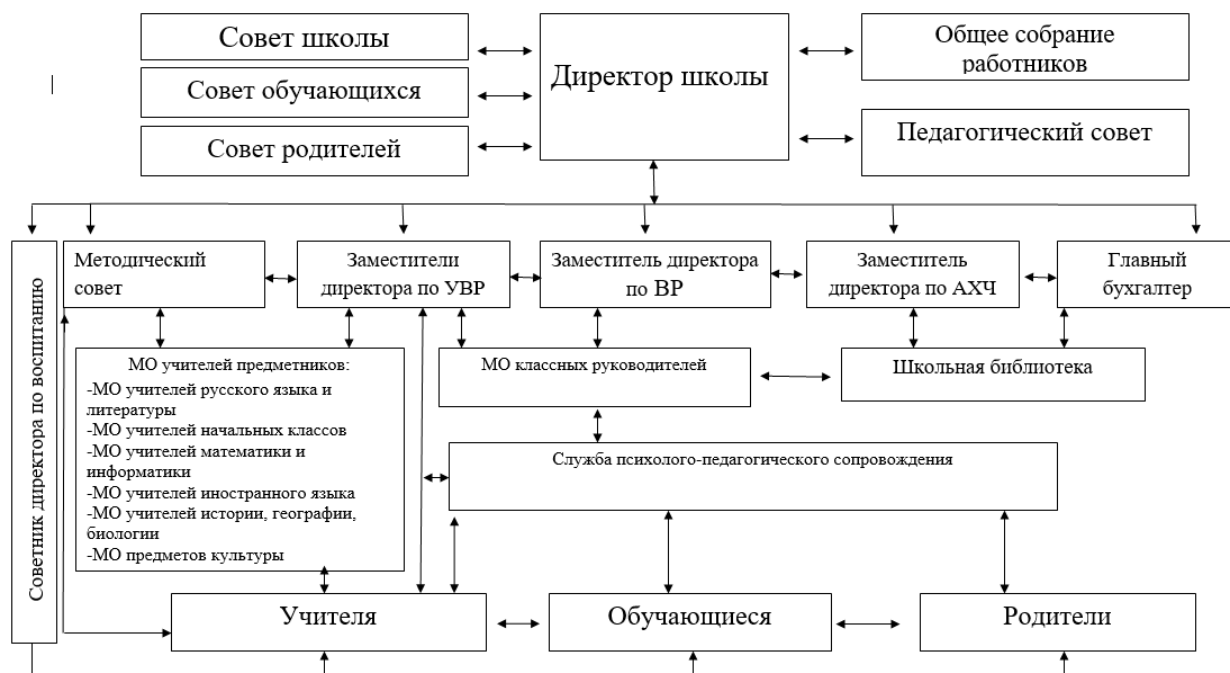 Совет школы
Совет обучающихся
Совет родителей
Директор школы
Общее собрание
работников
Педагогический совет
Советник директора по воспитанию
Методический
совет
Заместители
директора по УВР
Заместитель директора
по ВР
Заместитель
директора по АХЧ
Главный
бухгалтер
МО учителей предметников:
-МО учителей русского языка и
литературы
-МО учителей начальных классов
-МО учителей математики и
информатики
-МО учителей иностранного языка
-МО учителей истории, географии,
биологии
-МО предметов культуры
МО классных руководителей
Школьная библиотека
Служба психолого-педагогического сопровождения
Учителя
Обучающиеся
Родители